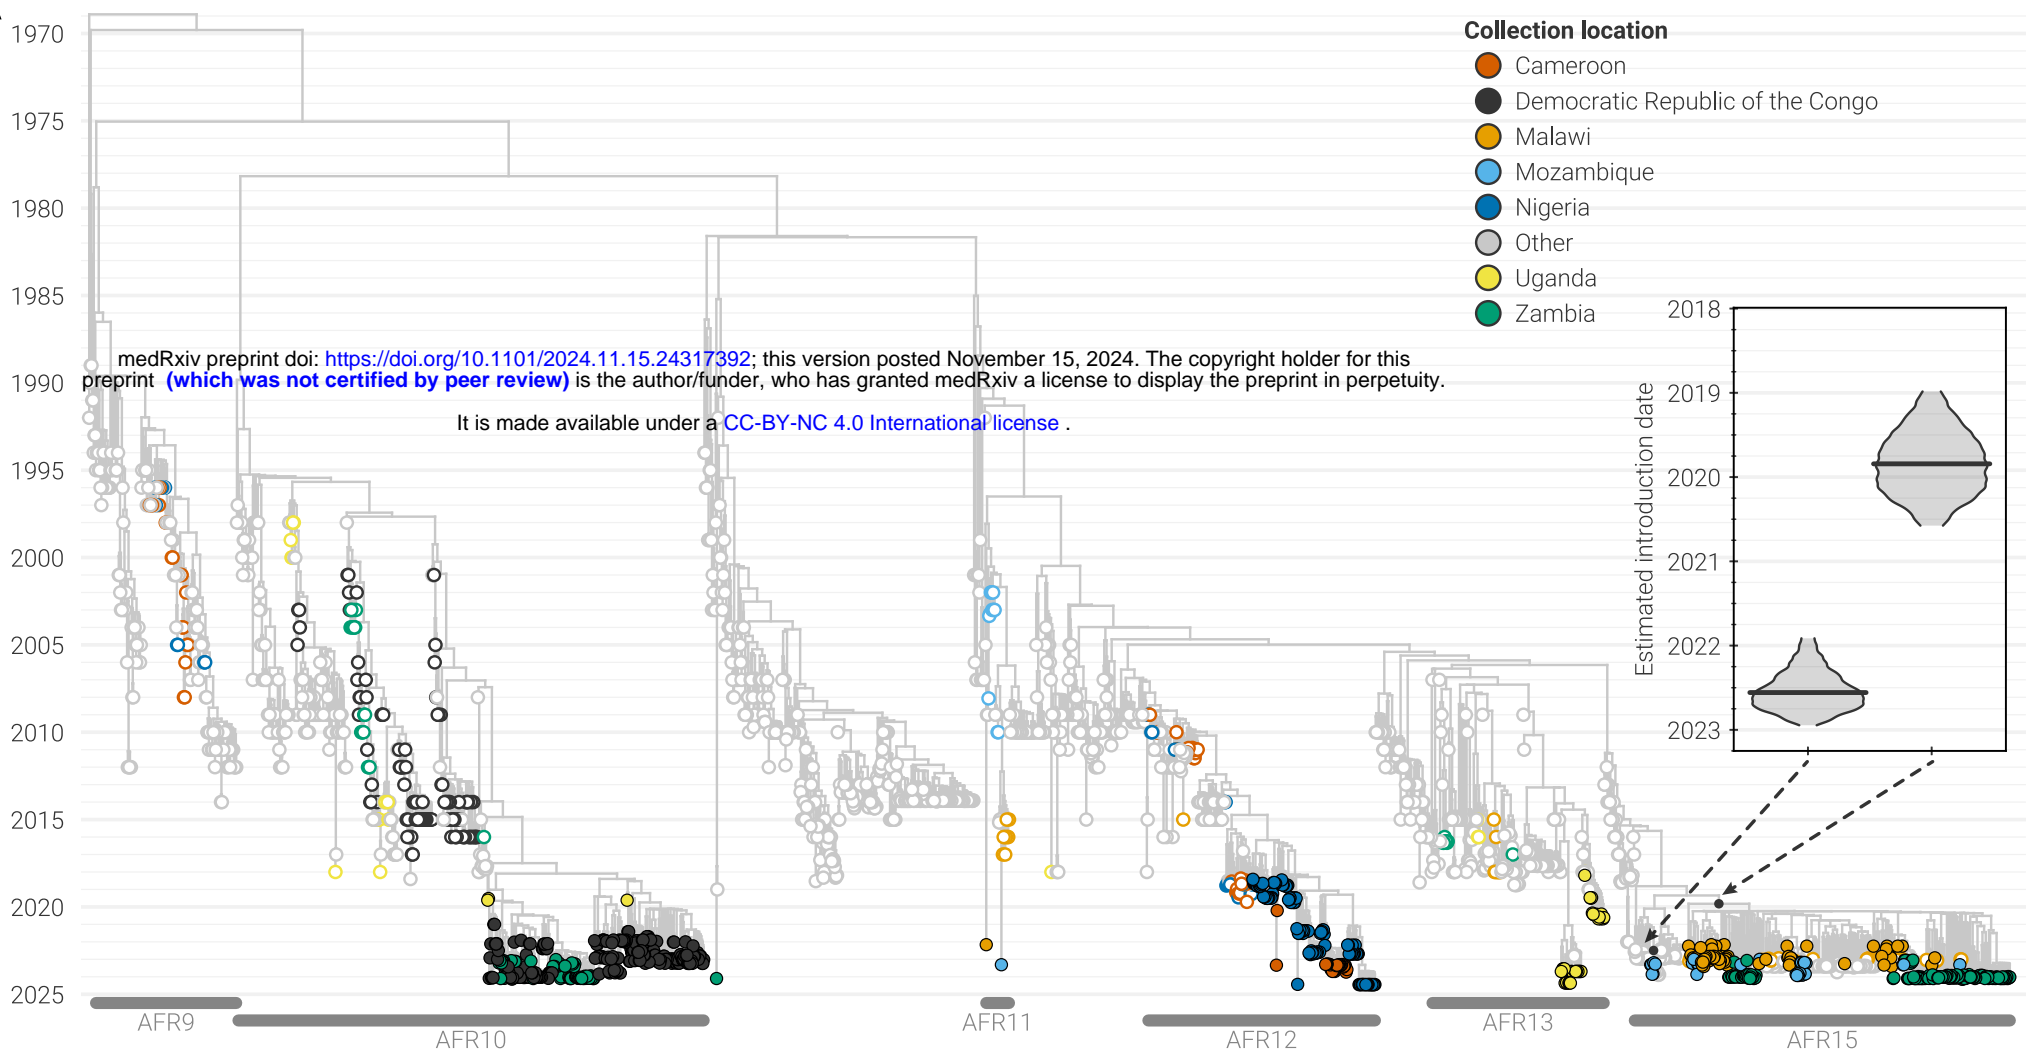 1970
1975
1980
1985
1990
1995
2000
2005
2010
2015
2020
2025
Collection location
Cameroon
Democratic Republic of the Congo
Malawi
Mozambique
Nigeria
Other
Uganda
Zambia
medRxiv preprint doi: https://doi.org/10.1101/2024.11.15.24317392; this version posted November 15, 2024. The copyright holder for this
preprint (which was not certified by peer review) is the author/funder, who has granted medRxiv a license to display the preprint in perpetuity.
It is made available under a CC-BY-NC 4.0 International license .
Estimated introduction date
2018
2019
2020
2021
2022
2023
AFR9
AFR10
AFR11
AFR12
AFR13
AFR15